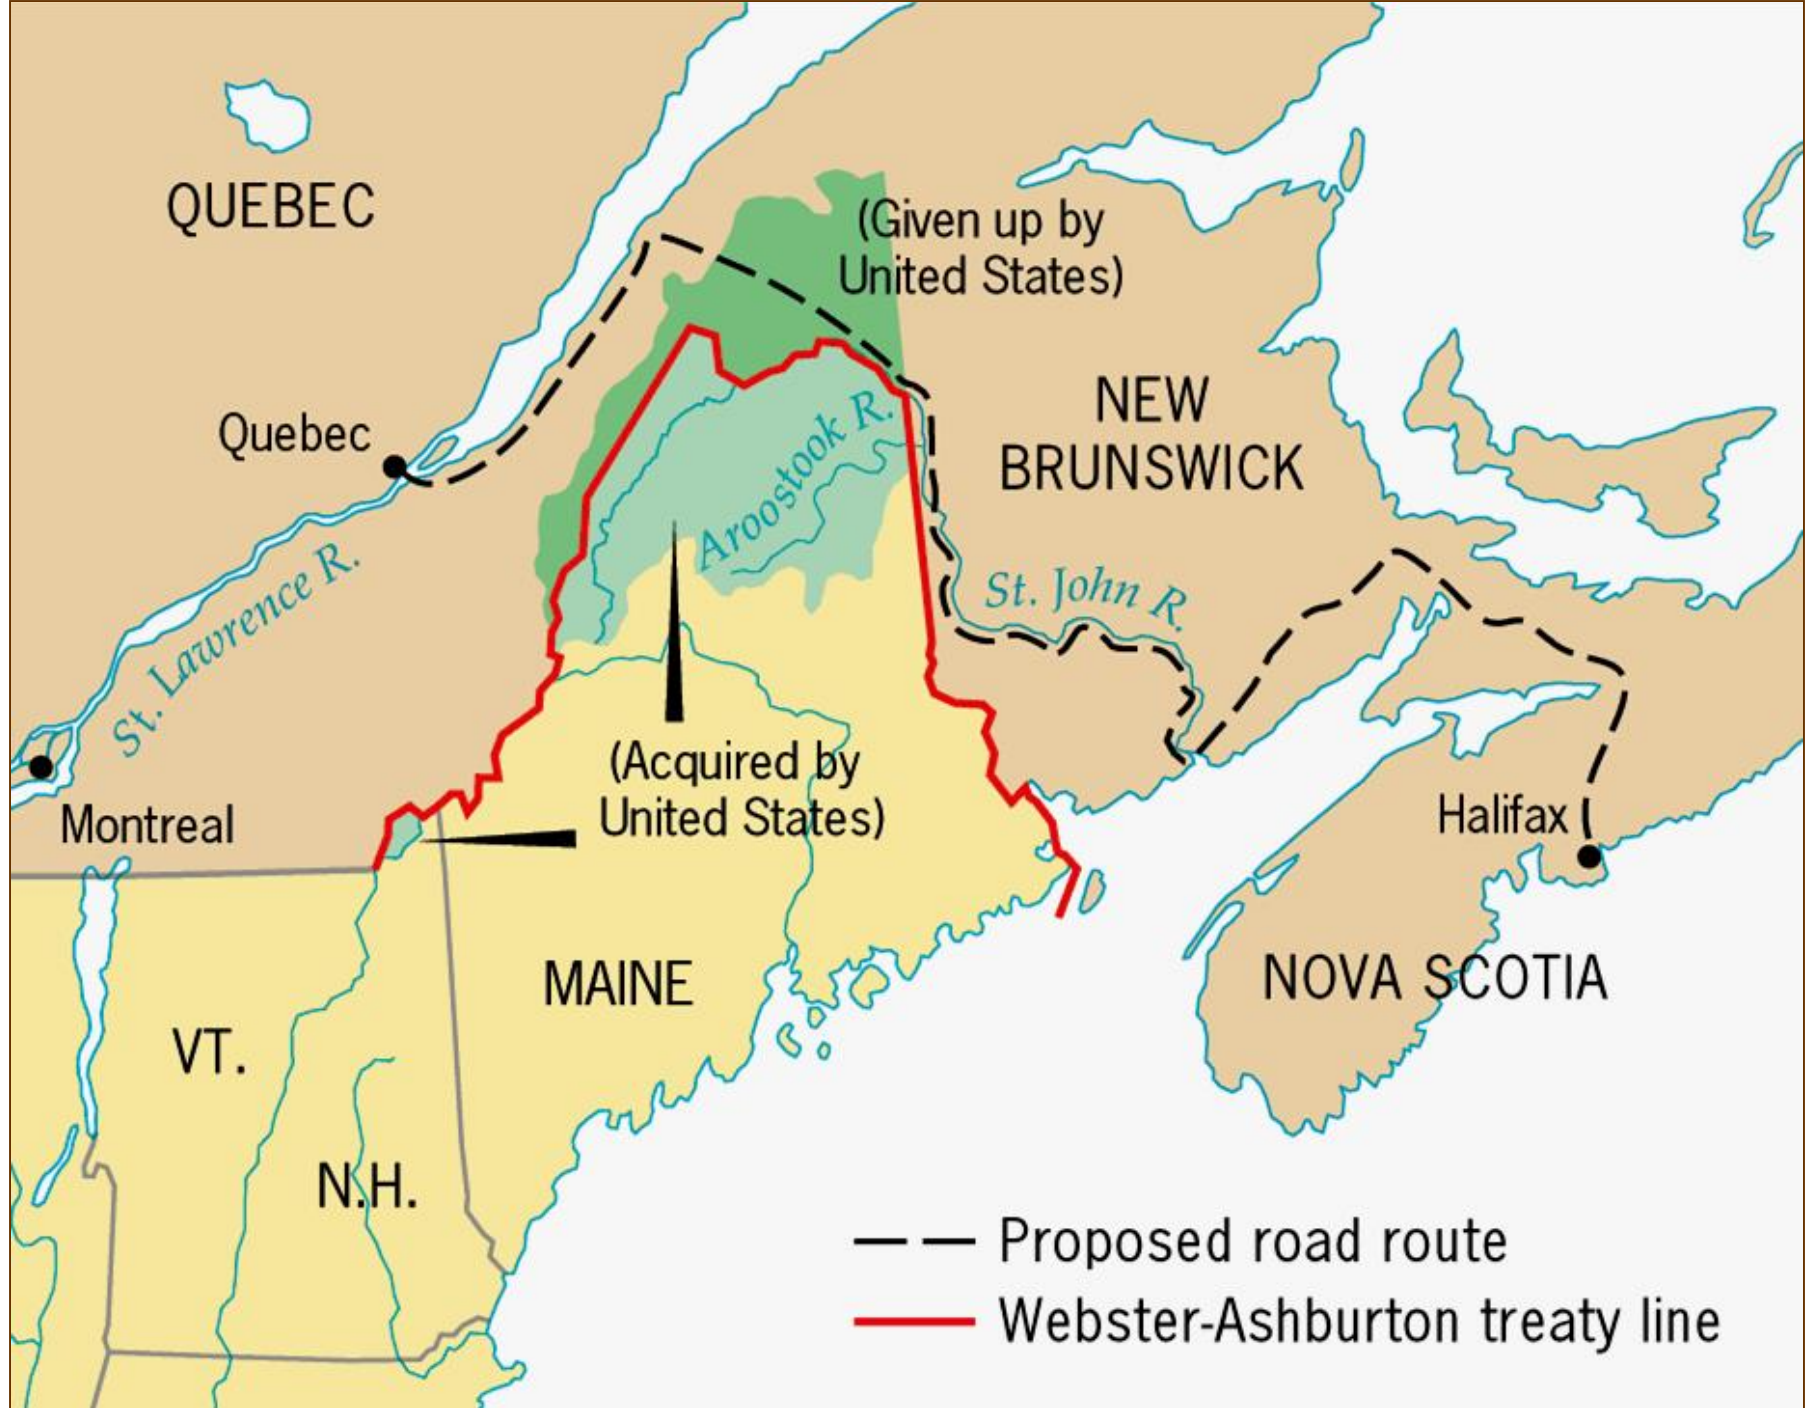 QUEBEC
(Given up by
United States)
NEW
BRUNSWICK
Quebec
Aroostook R.
St. John R.
St. Lawrence R.
(Acquired by
United States)
Montreal
Halifax
MAINE
NOVA SCOTIA
VT.
N.H.
Proposed road route
Webster-Ashburton treaty line